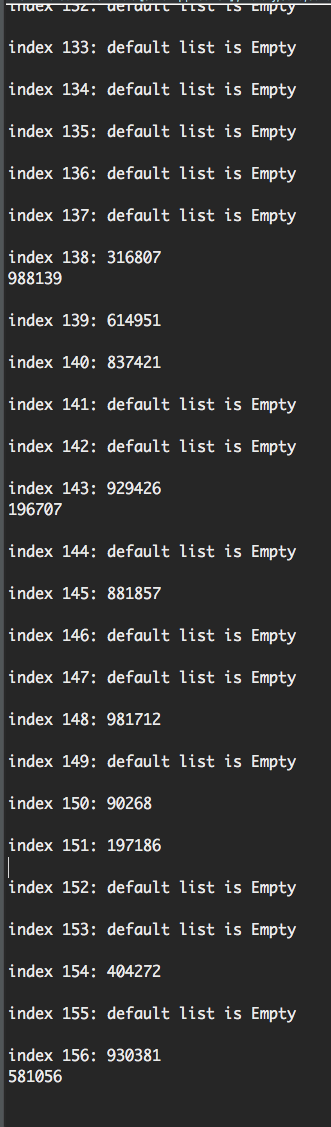 index 132: default list is Empty
index 133: default list is Empty
index 134: default list is Empty
index 135: default list is Empty
index 136: default list is Empty
index 137: default list is Empty
index 138: 316807
988139
index 139: 614951
index 140: 837421
index 141: default list is Empty
index 142: default list is Empty
index 143: 929426
196707
index 144: default list is Empty
index 145: 881857
index 146: default list is Empty
index 147: default list is Empty
index 148: 981712
index 149: default list is Empty
index 150: 90268
index 151: 197186
index 152: default list is Empty
index 153: default list is Empty
index 154: 404272
index 155: default list is Empty
index 156: 930381
581056